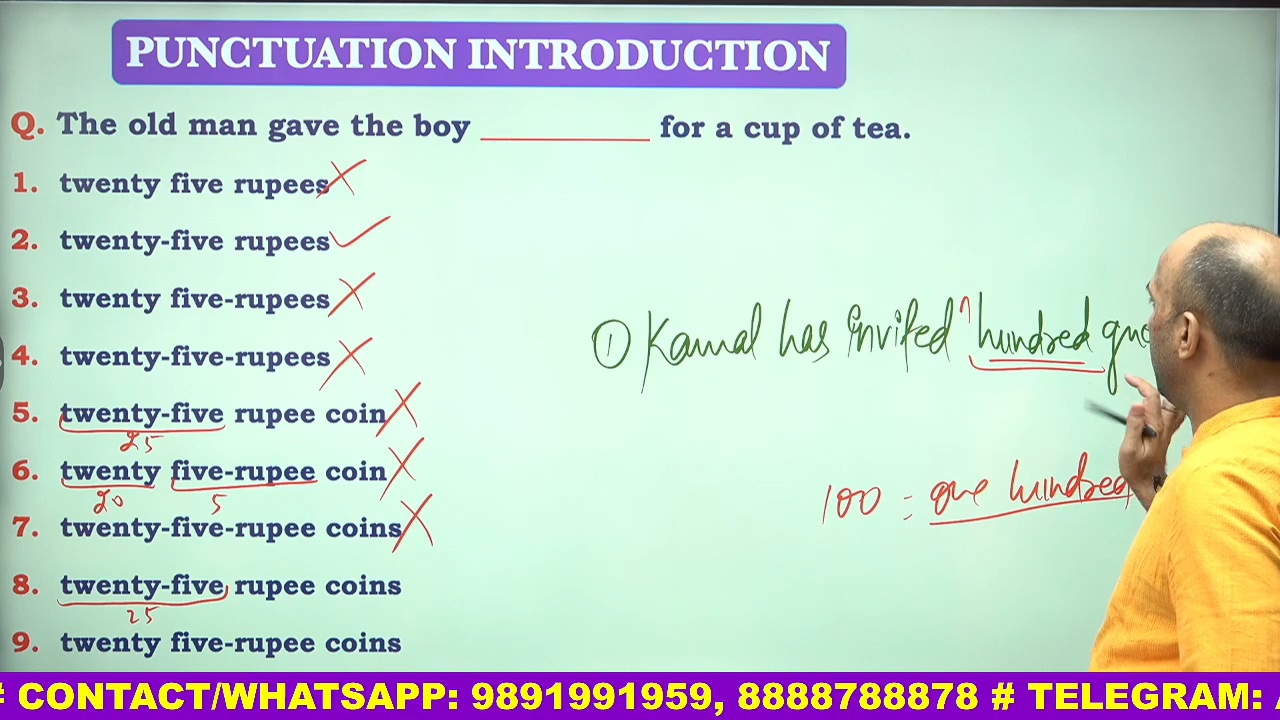 PUNCTUATION INTRODUCTION
Q. The old man gave the boy __________ for a cup of tea.
1. twenty five rupees
2. twenty-five rupees
3. twenty five-rupees
4. twenty-five-rupees
5. twenty-five rupee coin
25
6. twenty five-rupee coin
20 5
7. twenty-five-rupee coins
8. twenty-five rupee coins
25
9. twenty five-rupee coins
① Kamal has invited hundred gue
100 = one hundred
# CONTACT/WHATSAPP: 9891991959, 8888788878 # TELEGRAM: